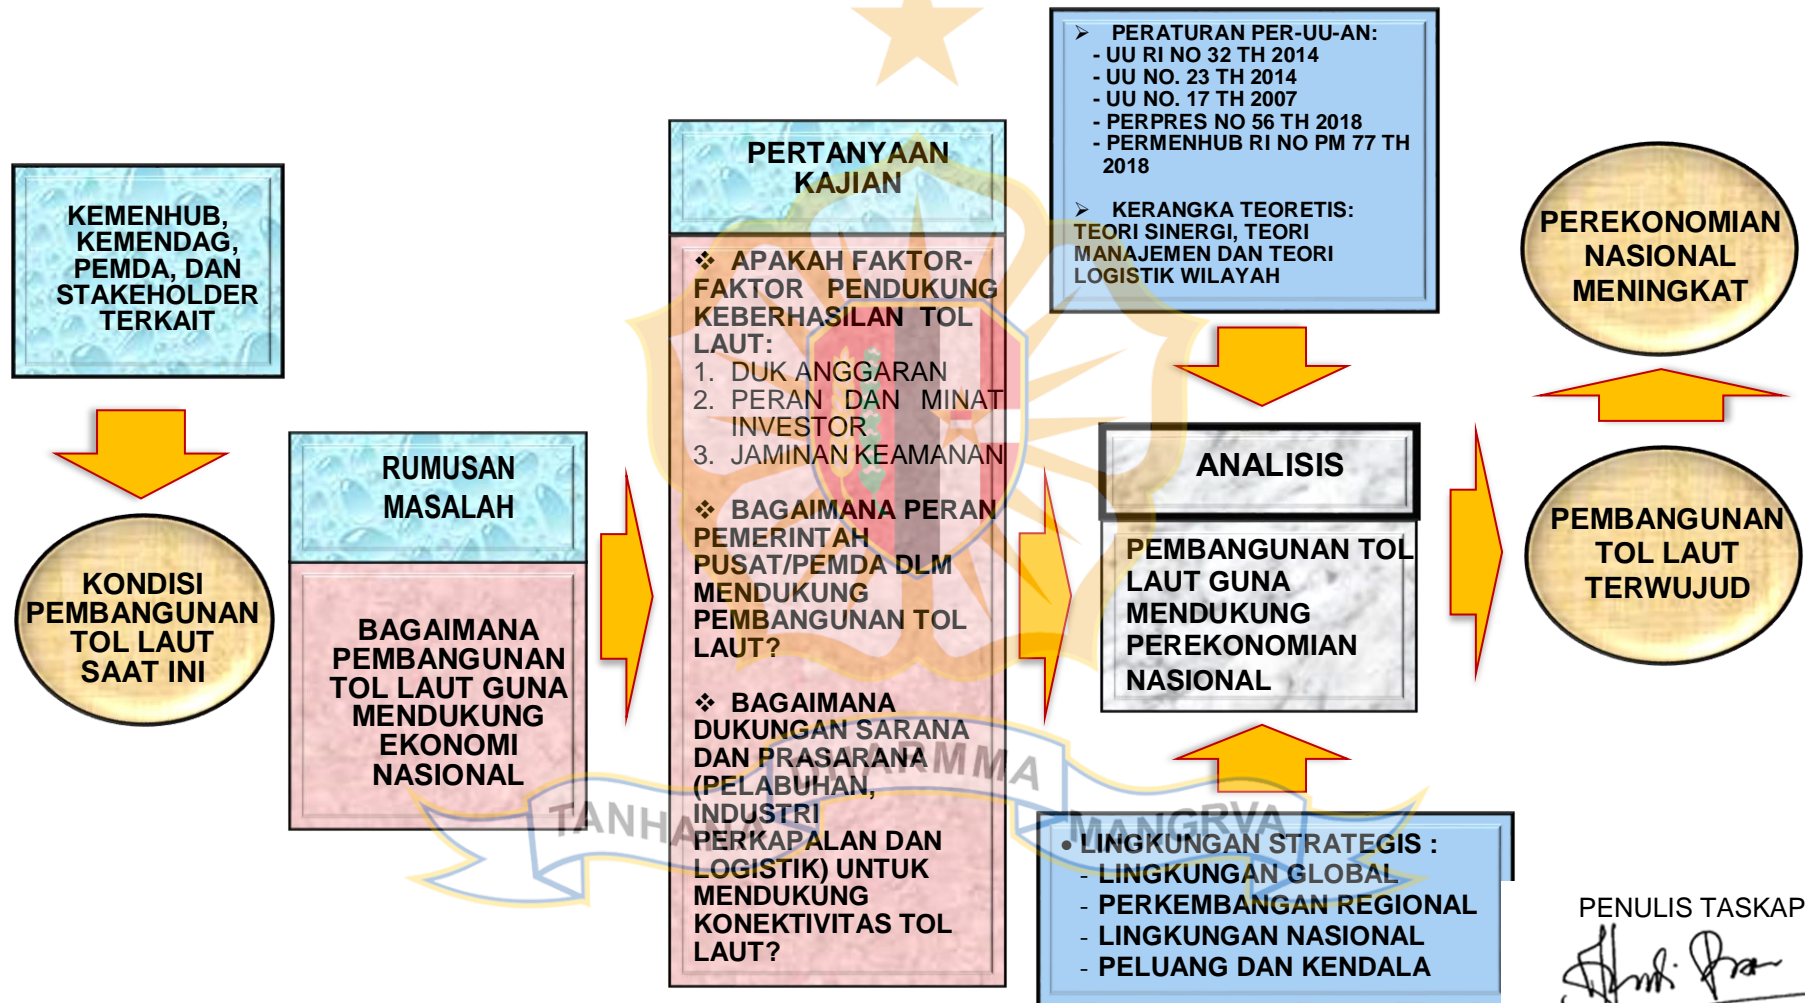 KEMENHUB,
KEMENDAG,
PEMDA, DAN
STAKEHOLDER
TERKAIT
KONDISI
PEMBANGUNAN
TOL LAUT
SAAT INI
RUMUSAN
MASALAH
BAGAIMANA
PEMBANGUNAN
TOL LAUT GUNA
MENDUKUNG
EKONOMI
NASIONAL
PERTANYAAN
KAJIAN
❖ APAKAH FAKTOR-
FAKTOR PENDUKUNG
KEBERHASILAN TOL
LAUT:
1. DUK ANGGARAN
2. PERAN DAN MINAT
INVESTOR
3. JAMINAN KEAMANAN
❖ BAGAIMANA PERAN
PEMERINTAH
PUSAT/PEMDA DLM
MENDUKUNG
PEMBANGUNAN TOL
LAUT?
❖ BAGAIMANA
DUKUNGAN SARANA
DAN PRASARANA
(PELABUHAN,
INDUSTRI
PERKAPALAN DAN
LOGISTIK) UNTUK
MENDUKUNG
KONEKTIVITAS TOL
LAUT?
➢ PERATURAN PER-UU-AN:
- UU RI NO 32 TH 2014
- UU NO. 23 TH 2014
- UU NO. 17 TH 2007
- PERPRES NO 56 TH 2018
- PERMENHUB RI NO PM 77 TH
2018
➢ KERANGKA TEORETIS:
TEORI SINERGI, TEORI
MANAJEMEN DAN TEORI
LOGISTIK WILAYAH
ANALISIS
PEMBANGUNAN TOL
LAUT GUNA
MENDUKUNG
PEREKONOMIAN
NASIONAL
• LINGKUNGAN STRATEGIS :
- LINGKUNGAN GLOBAL
- PERKEMBANGAN REGIONAL
- LINGKUNGAN NASIONAL
- PELUANG DAN KENDALA
PEREKONOMIAN
NASIONAL
MENINGKAT
PEMBANGUNAN
TOL LAUT
TERWUJUD
TANHANA DHARMMA MANGRVA
PENULIS TASKAP